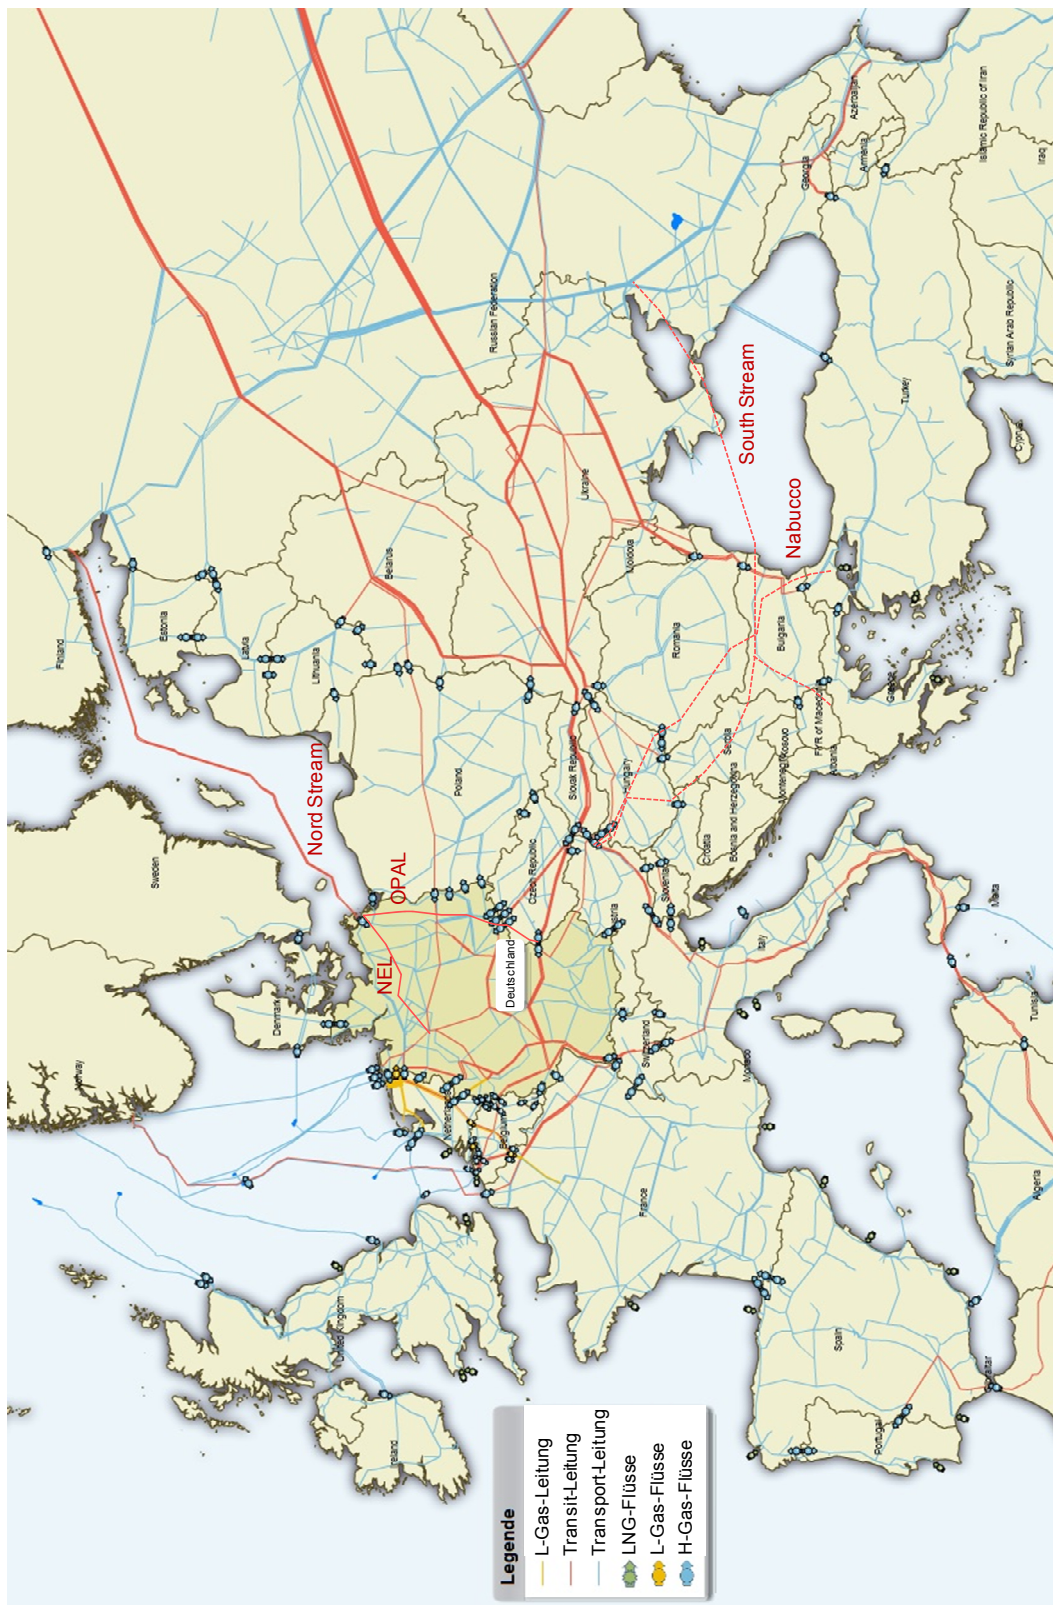 Finland
Sweden
Norway
Denmark
Estonia
Latvia
Lithuania
Belarus
Russian Federation
Nord Stream
NEL
OPAL
Poland
Deutschland
Czech Republic
Slovak Republic
Ukraine
Moldova
Belgium
United Kingdom
Ireland
France
Switzerland
Austria
Hungary
Romania
Slovenia
Croatia
Bosnia and Herzegovina
Serbia
Montenegro
Kosovo
FYR of Macedonia
Albania
Bulgaria
Greece
Italy
Monaco
Malta
Spain
Portugal
Gibraltar
Algeria
Tunisia
South Stream
Nabucco
Turkey
Cyprus
Georgia
Armenia
Azerbaijan
Syrian Arab Republic
Iraq
Islamic Republic of Iran
Legende
L-Gas-Leitung
Transit-Leitung
Transport-Leitung
LNG-Flüsse
L-Gas-Flüsse
H-Gas-Flüsse